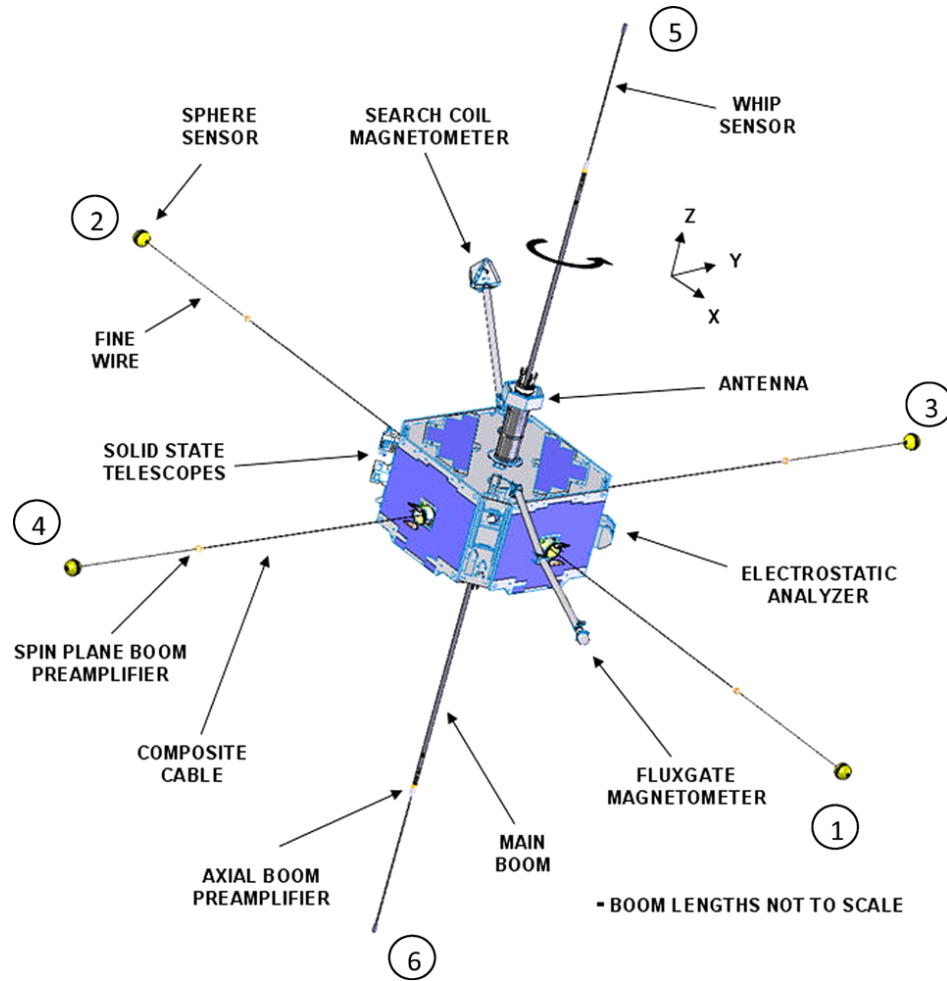 5
SPHERE
SENSOR
SEARCH COIL
MAGNETOMETER
WHIP
SENSOR
2
Z
Y
X
FINE
WIRE
ANTENNA
3
SOLID STATE
TELESCOPES
4
ELECTROSTATIC
ANALYZER
SPIN PLANE BOOM
PREAMPLIFIER
COMPOSITE
CABLE
FLUXGATE
MAGNETOMETER
1
MAIN
BOOM
AXIAL BOOM
PREAMPLIFIER
- BOOM LENGTHS NOT TO SCALE
6